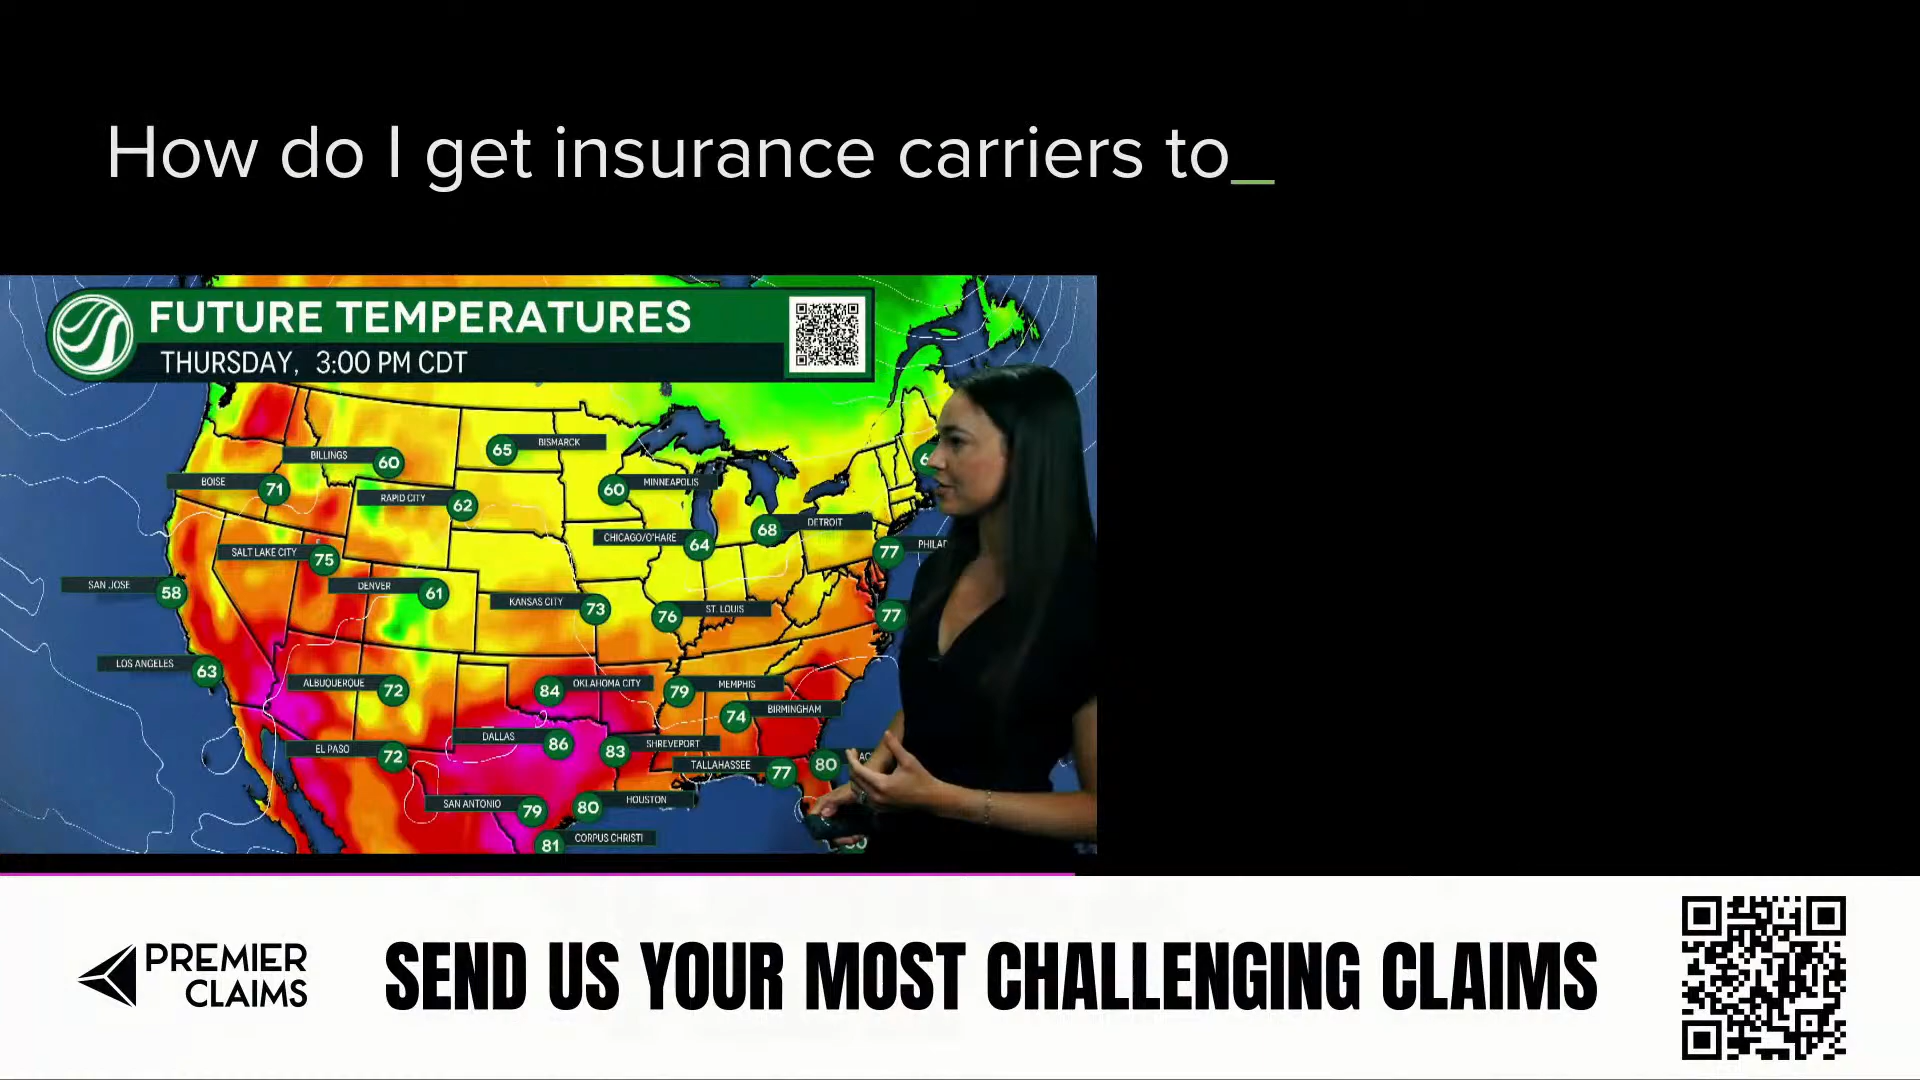 How do I get insurance carriers to_
FUTURE TEMPERATURES
THURSDAY, 3:00 PM CDT
65 BISMARCK
BILLINGS 60
BOISE 71
60 MINNEAPOLIS
RAPID CITY 62
68 DETROIT
CHICAGO/O'HARE 64
77
SALT LAKE CITY 75
SAN JOSE 58
DENVER 61
KANSAS CITY 73
76 ST. LOUIS
77
LOS ANGELES 63
ALBUQUERQUE 72
84 OKLAHOMA CITY
79 MEMPHIS
74 BIRMINGHAM
DALLAS 86
83 SHREVEPORT
EL PASO 72
TALLAHASSEE 77
80
SAN ANTONIO 79
80 HOUSTON
81 CORPUS CHRISTI
PREMIER
CLAIMS
SEND US YOUR MOST CHALLENGING CLAIMS